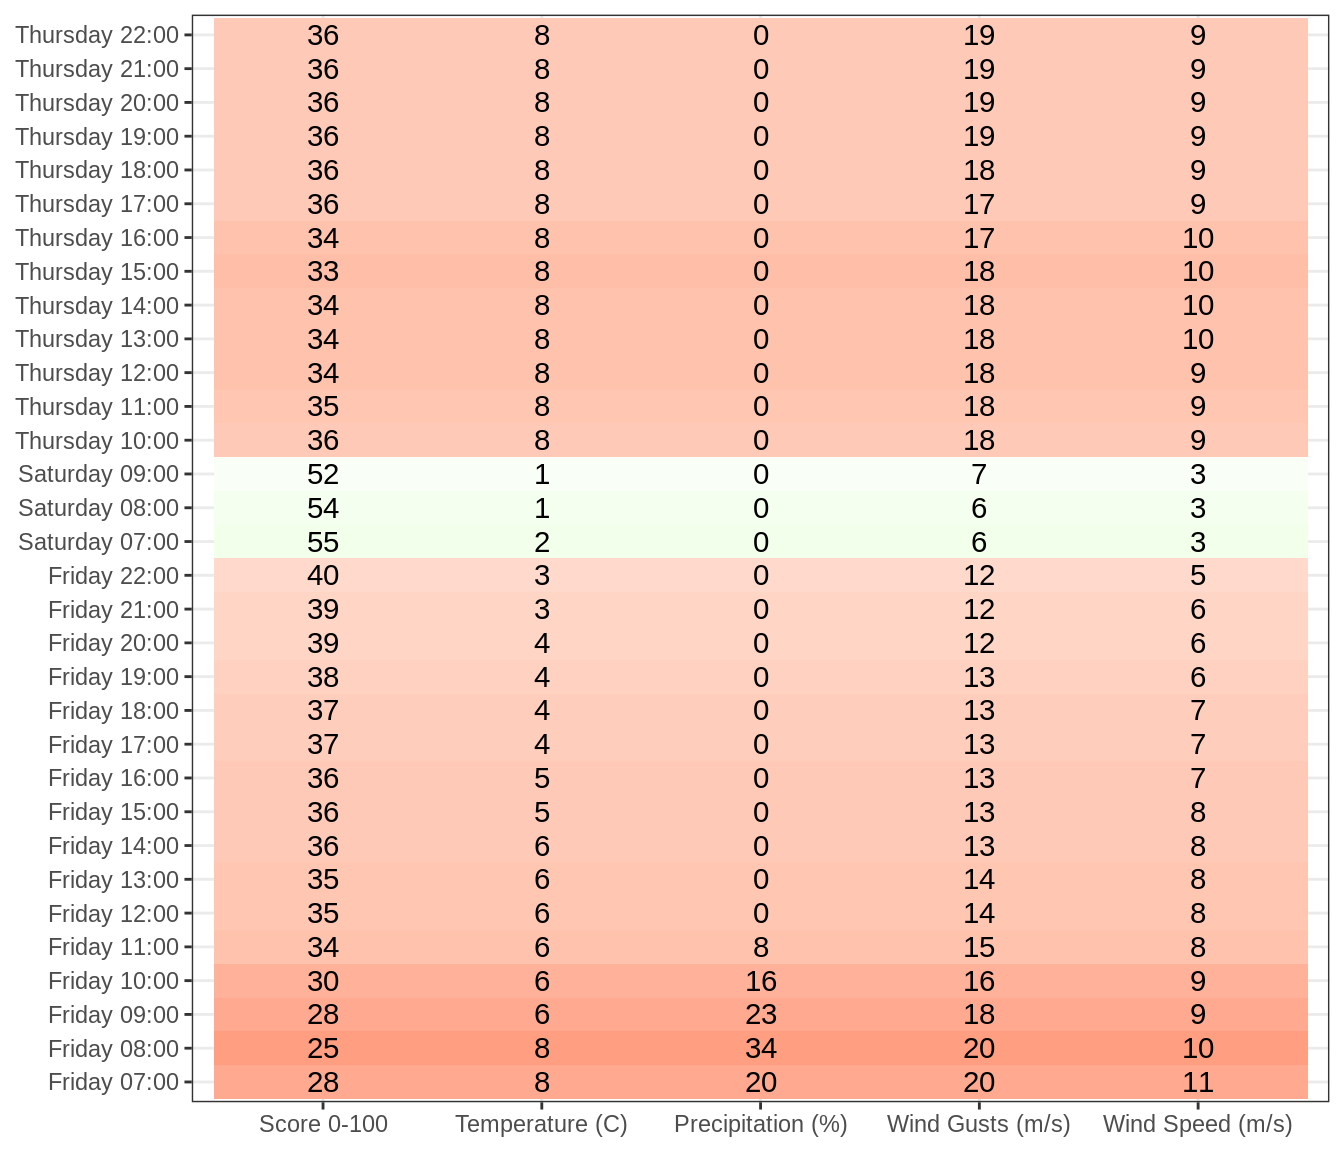 Thursday 22:00 36 8 0 19 9
Thursday 21:00 36 8 0 19 9
Thursday 20:00 36 8 0 19 9
Thursday 19:00 36 8 0 19 9
Thursday 18:00 36 8 0 18 9
Thursday 17:00 36 8 0 17 9
Thursday 16:00 34 8 0 17 10
Thursday 15:00 33 8 0 18 10
Thursday 14:00 34 8 0 18 10
Thursday 13:00 34 8 0 18 10
Thursday 12:00 34 8 0 18 9
Thursday 11:00 35 8 0 18 9
Thursday 10:00 36 8 0 18 9
Saturday 09:00 52 1 0 7 3
Saturday 08:00 54 1 0 6 3
Saturday 07:00 55 2 0 6 3
Friday 22:00 40 3 0 12 5
Friday 21:00 39 3 0 12 6
Friday 20:00 39 4 0 12 6
Friday 19:00 38 4 0 13 6
Friday 18:00 37 4 0 13 7
Friday 17:00 37 4 0 13 7
Friday 16:00 36 5 0 13 7
Friday 15:00 36 5 0 13 8
Friday 14:00 36 6 0 13 8
Friday 13:00 35 6 0 14 8
Friday 12:00 35 6 0 14 8
Friday 11:00 34 6 8 15 8
Friday 10:00 30 6 16 16 9
Friday 09:00 28 6 23 18 9
Friday 08:00 25 8 34 20 10
Friday 07:00 28 8 20 20 11
Score 0-100 Temperature (C) Precipitation (%) Wind Gusts (m/s) Wind Speed (m/s)